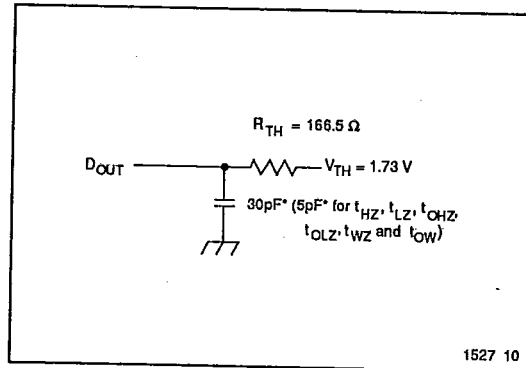 R_TH = 166.5 Ω
D_OUT
V_TH = 1.73 V
30pF* (5pF* for t_HZ, t_LZ, t_OHZ,
t_OLZ, t_WZ and t_OW)
1527 10